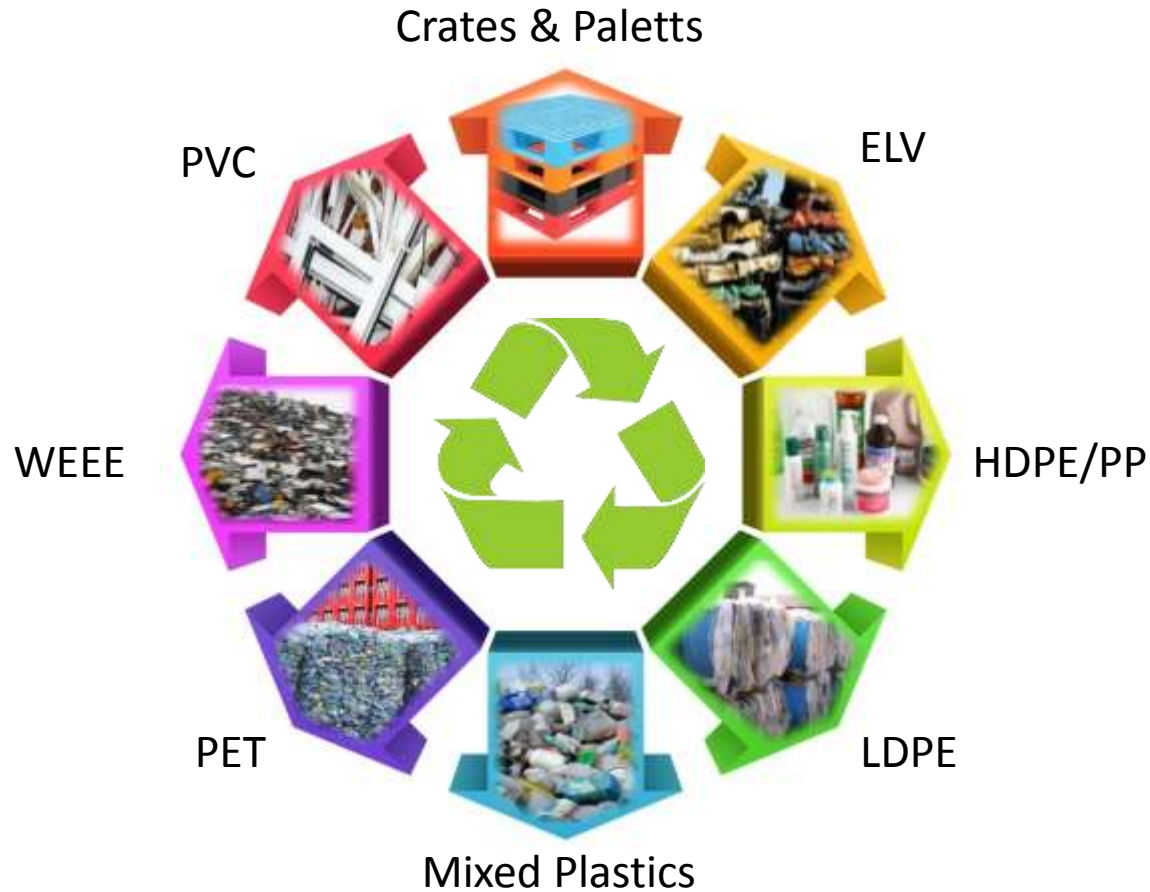 Crates & Paletts
PVC
ELV
WEEE
HDPE/PP
PET
LDPE
Mixed Plastics